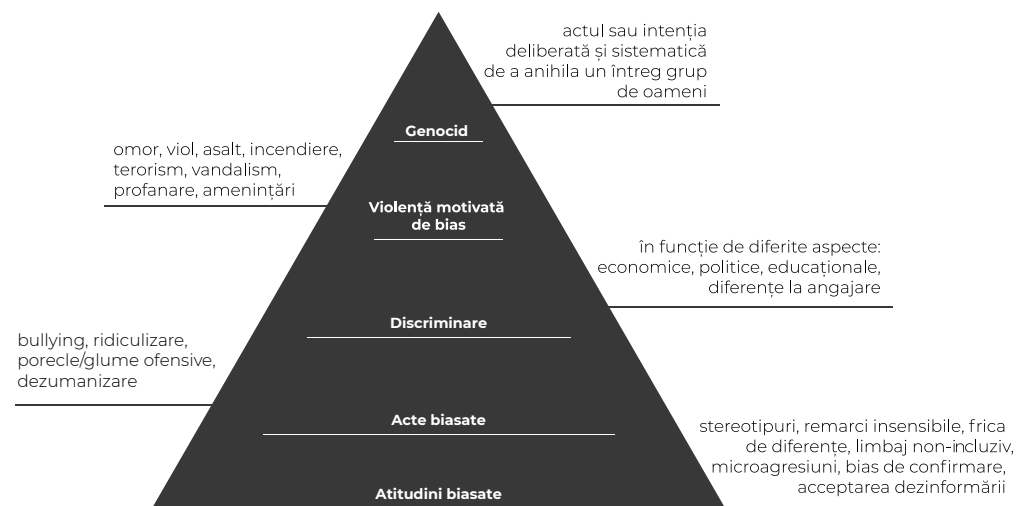 actul sau intenția
deliberată și sistematică
de a anihila un întreg grup
de oameni
Genocid
omor, viol, asalt, incendiere,
terorism, vandalism,
profanare, amenințări
Violență motivată
de bias
în funcție de diferite aspecte:
economice, politice, educaționale,
diferențe la angajare
Discriminare
bullying, ridiculizare,
porecle/glume ofensive,
dezumanizare
Acte biasate
stereotipuri, remarci insensibile, frica
de diferențe, limbaj non-incluziv,
microagresiuni, bias de confirmare,
acceptarea dezinformării
Atitudini biasate